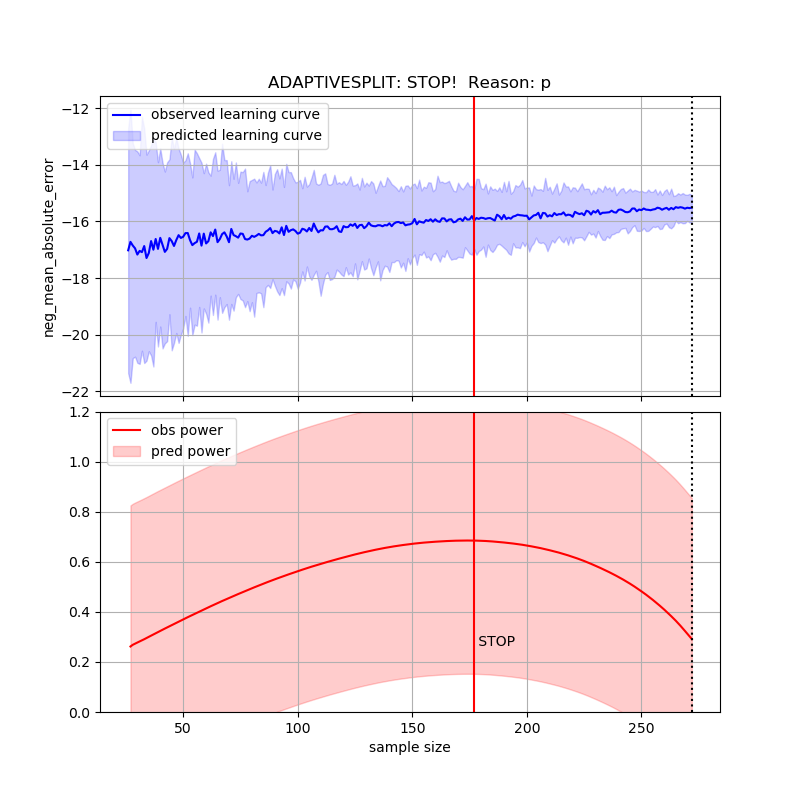 ADAPTIVESPLIT: STOP!  Reason: p
neg_mean_absolute_error
−12
−14
−16
−18
−20
−22
observed learning curve
predicted learning curve
1.2
1.0
0.8
0.6
0.4
0.2
0.0
obs power
pred power
STOP
50
100
150
200
250
sample size